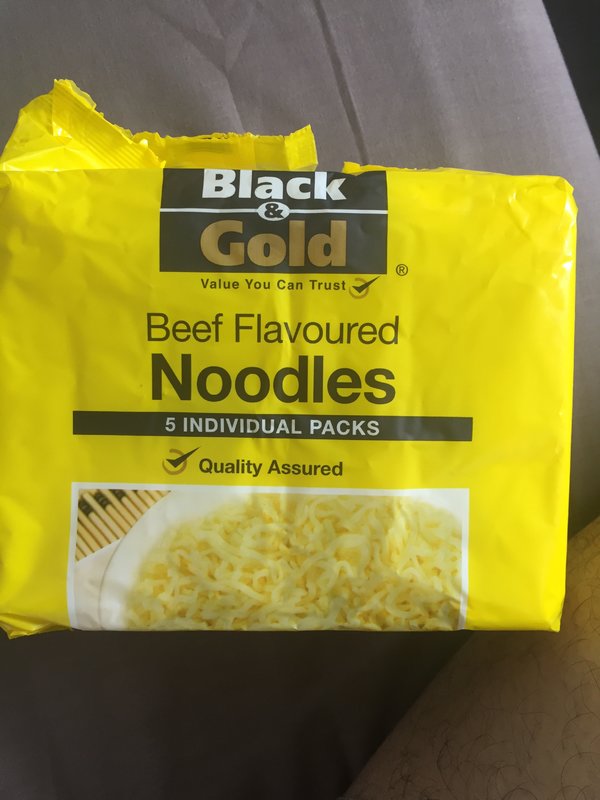 Black
&
Gold
®
Value You Can Trust
Beef Flavoured
Noodles
5 INDIVIDUAL PACKS
Quality Assured